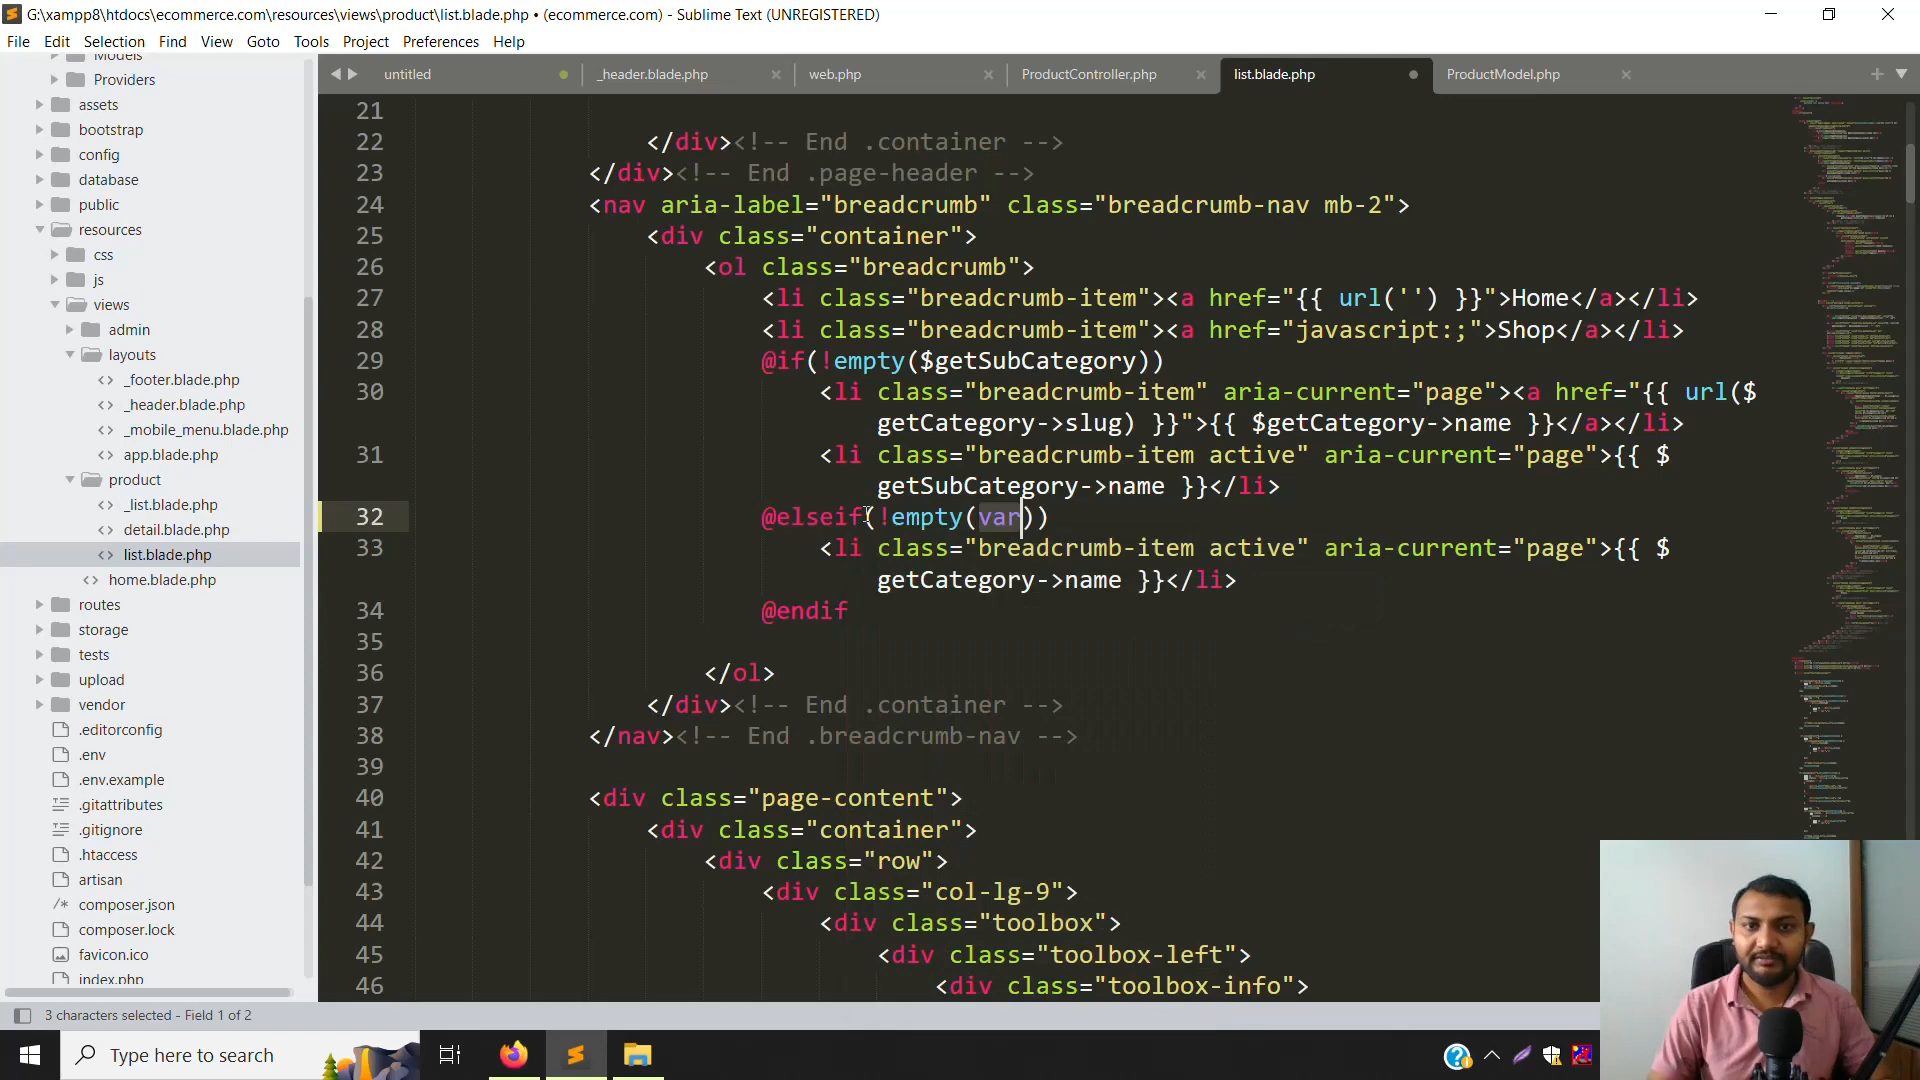 G:\xampp8\htdocs\ecommerce.com\resources\views\product\list.blade.php • (ecommerce.com) - Sublime Text (UNREGISTERED)
File Edit Selection Find View Goto Tools Project Preferences Help
Models
Providers
assets
bootstrap
config
database
public
resources
css
js
views
admin
layouts
_footer.blade.php
_header.blade.php
_mobile_menu.blade.php
app.blade.php
product
_list.blade.php
detail.blade.php
list.blade.php
home.blade.php
routes
storage
tests
upload
vendor
.editorconfig
.env
.env.example
.gitattributes
.gitignore
.htaccess
artisan
composer.json
composer.lock
favicon.ico
index.php
untitled _header.blade.php web.php ProductController.php list.blade.php ProductModel.php
21
22 </div><!-- End .container -->
23 </div><!-- End .page-header -->
24 <nav aria-label="breadcrumb" class="breadcrumb-nav mb-2">
25 <div class="container">
26 <ol class="breadcrumb">
27 <li class="breadcrumb-item"><a href="{{ url('') }}">Home</a></li>
28 <li class="breadcrumb-item"><a href="javascript:;">Shop</a></li>
29 @if(!empty($getSubCategory))
30 <li class="breadcrumb-item" aria-current="page"><a href="{{ url($
getCategory->slug) }}">{{ $getCategory->name }}</a></li>
31 <li class="breadcrumb-item active" aria-current="page">{{ $
getSubCategory->name }}</li>
32 @elseif(!empty(var))
33 <li class="breadcrumb-item active" aria-current="page">{{ $
getCategory->name }}</li>
34 @endif
35
36 </ol>
37 </div><!-- End .container -->
38 </nav><!-- End .breadcrumb-nav -->
39
40 <div class="page-content">
41 <div class="container">
42 <div class="row">
43 <div class="col-lg-9">
44 <div class="toolbox">
45 <div class="toolbox-left">
46 <div class="toolbox-info">
3 characters selected - Field 1 of 2
Type here to search